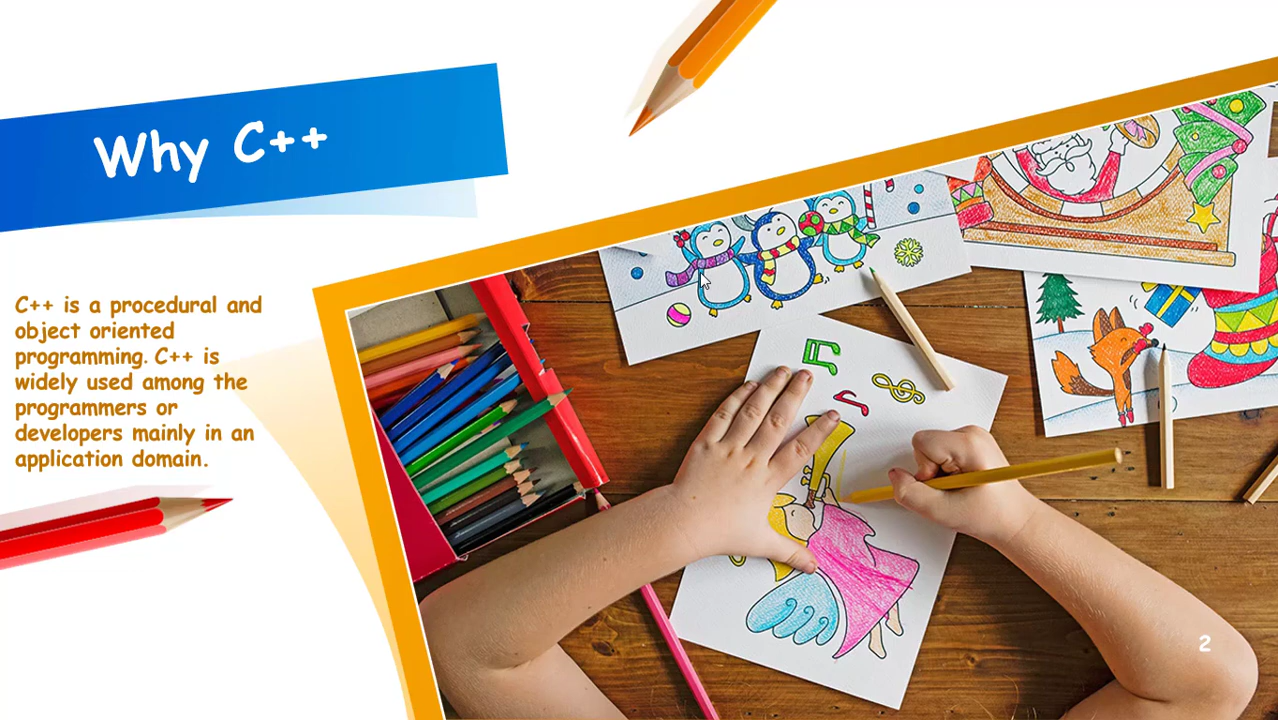 Why C++
C++ is a procedural and
object oriented
programming. C++ is
widely used among the
programmers or
developers mainly in an
application domain.
2